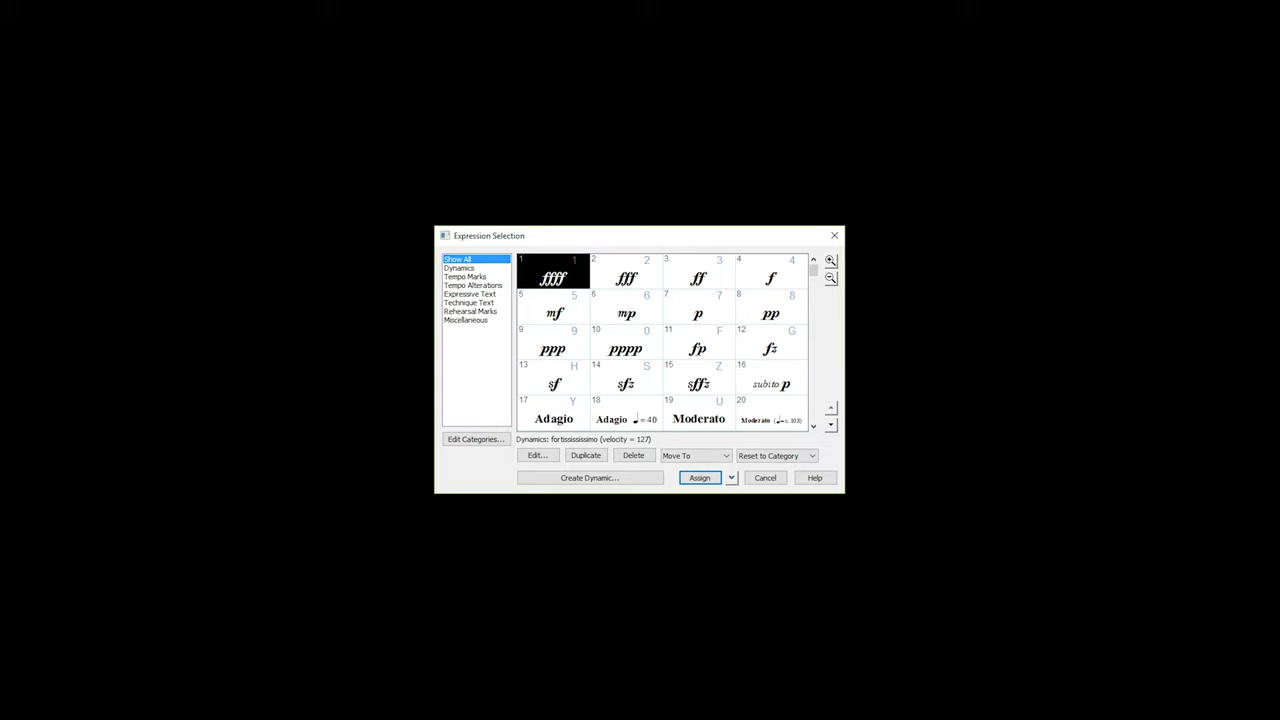 Expression Selection
Show All
Dynamics
Tempo Marks
Tempo Alterations
Expressive Text
Technique Text
Rehearsal Marks
Miscellaneous
Edit Categories...
1 1 2 2 3 3 4 4
ffff fff ff f
5 5 6 6 7 7 8 8
mf mp p pp
9 9 10 0 11 F 12 G
ppp pppp fp fz
13 H 14 S 15 Z 16
sf sfz sffz subito p
17 Y 18 19 U 20
Adagio Adagio ♩=40 Moderato Moderato (♩=c. 108)
Dynamics: fortissississimo (velocity = 127)
Edit... Duplicate Delete Move To Reset to Category
Create Dynamic... Assign Cancel Help